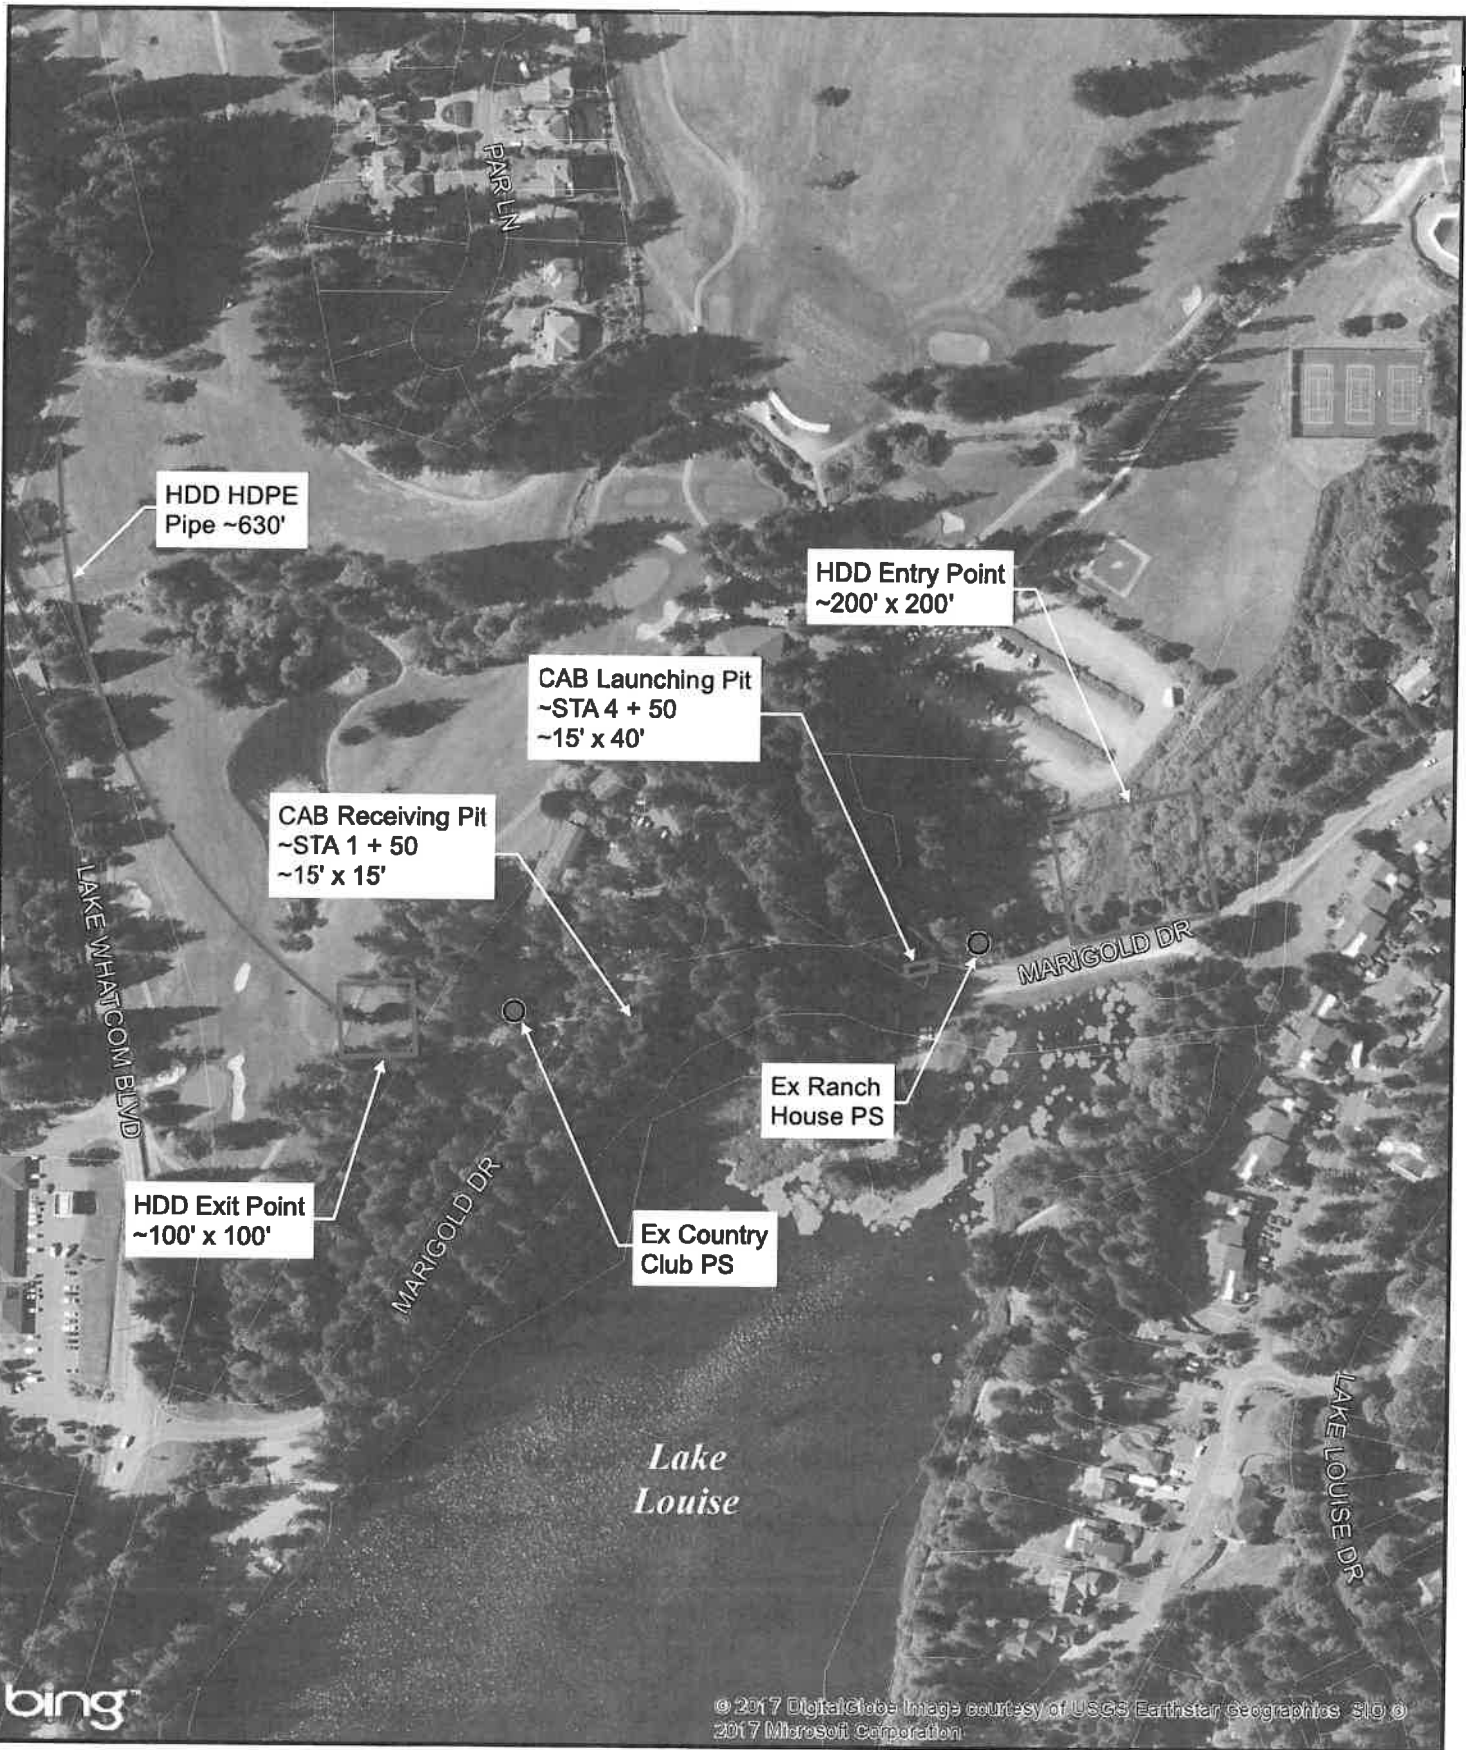 PAR LN
HDD HDPE
Pipe ~630'
HDD Entry Point
~200' x 200'
CAB Launching Pit
~STA 4 + 50
~15' x 40'
CAB Receiving Pit
~STA 1 + 50
~15' x 15'
LAKE WHATCOM BLVD
MARIGOLD DR
Ex Ranch
House PS
HDD Exit Point
~100' x 100'
MARIGOLD DR
Ex Country
Club PS
Lake
Louise
LAKE LOUISE DR
bing™
© 2017 DigitalGlobe Image courtesy of USGS Earthstar Geographics SIO ©
2017 Microsoft Corporation